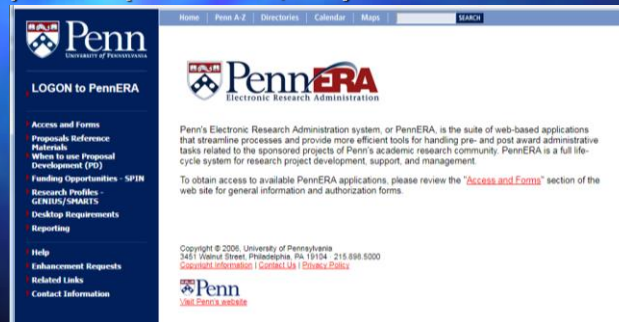 Home | Penn A-Z | Directories | Calendar | Maps | SEARCH
Penn
UNIVERSITY of PENNSYLVANIA
LOGON to PennERA
Access and Forms
Proposals Reference
Materials
When to use Proposal
Development (PD)
Funding Opportunities - SPIN
Research Profiles -
GENIUS/SMARTS
Desktop Requirements
Reporting
Help
Enhancement Requests
Related Links
Contact Information
PennERA
Electronic Research Administration
Penn's Electronic Research Administration system, or PennERA, is the suite of web-based applications
that streamline processes and provide more efficient tools for handling pre- and post award administrative
tasks related to the sponsored projects of Penn's academic research community. PennERA is a full life-
cycle system for research project development, support, and management.
To obtain access to available PennERA applications, please review the "Access and Forms" section of the
web site for general information and authorization forms.
Copyright © 2006, University of Pennsylvania
3451 Walnut Street, Philadelphia, PA 19104 · 215.898.5000
Copyright Information | Contact Us | Privacy Policy
Penn
Visit Penn's website